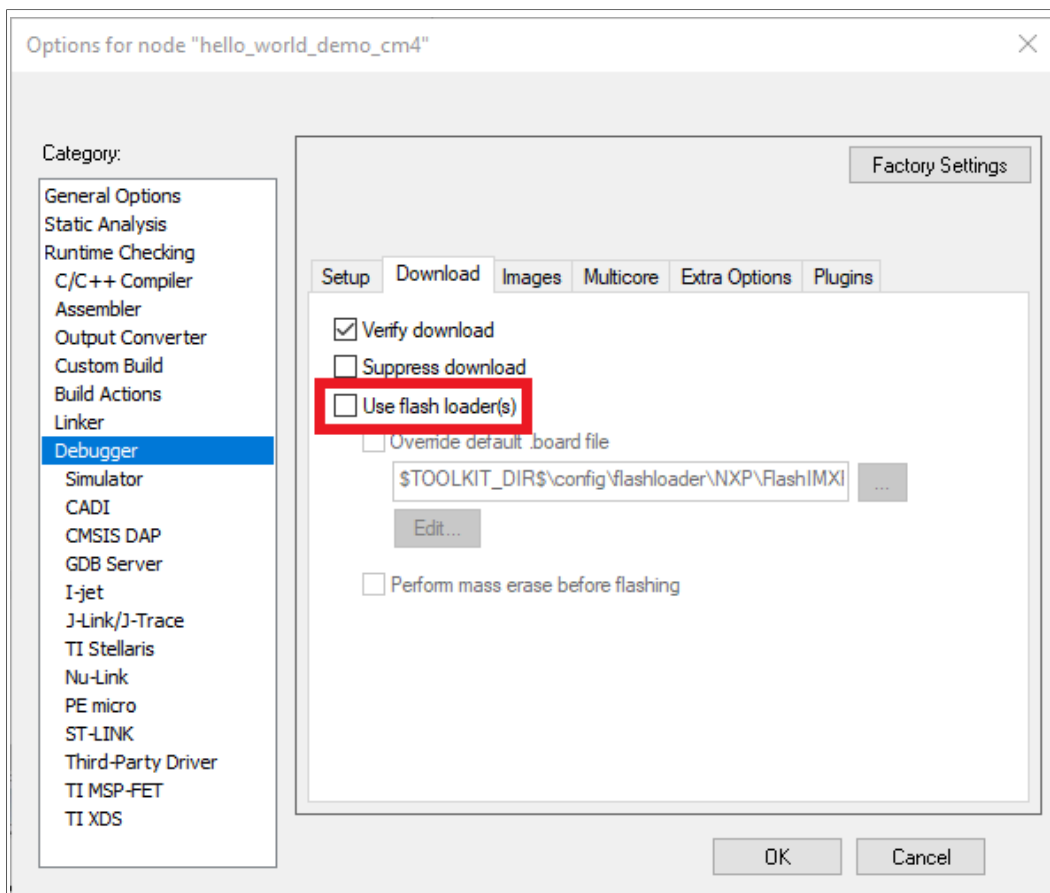 Options for node "hello_world_demo_cm4"
Category:
Factory Settings
General Options
Static Analysis
Runtime Checking
C/C++ Compiler
Assembler
Output Converter
Custom Build
Build Actions
Linker
Debugger
Simulator
CADI
CMSIS DAP
GDB Server
I-jet
J-Link/J-Trace
TI Stellaris
Nu-Link
PE micro
ST-LINK
Third-Party Driver
TI MSP-FET
TI XDS
Setup Download Images Multicore Extra Options Plugins
Verify download
Suppress download
Use flash loader(s)
Override default .board file
$TOOLKIT_DIR$\config\flashloader\NXP\FlashIMXI
...
Edit...
Perform mass erase before flashing
OK Cancel